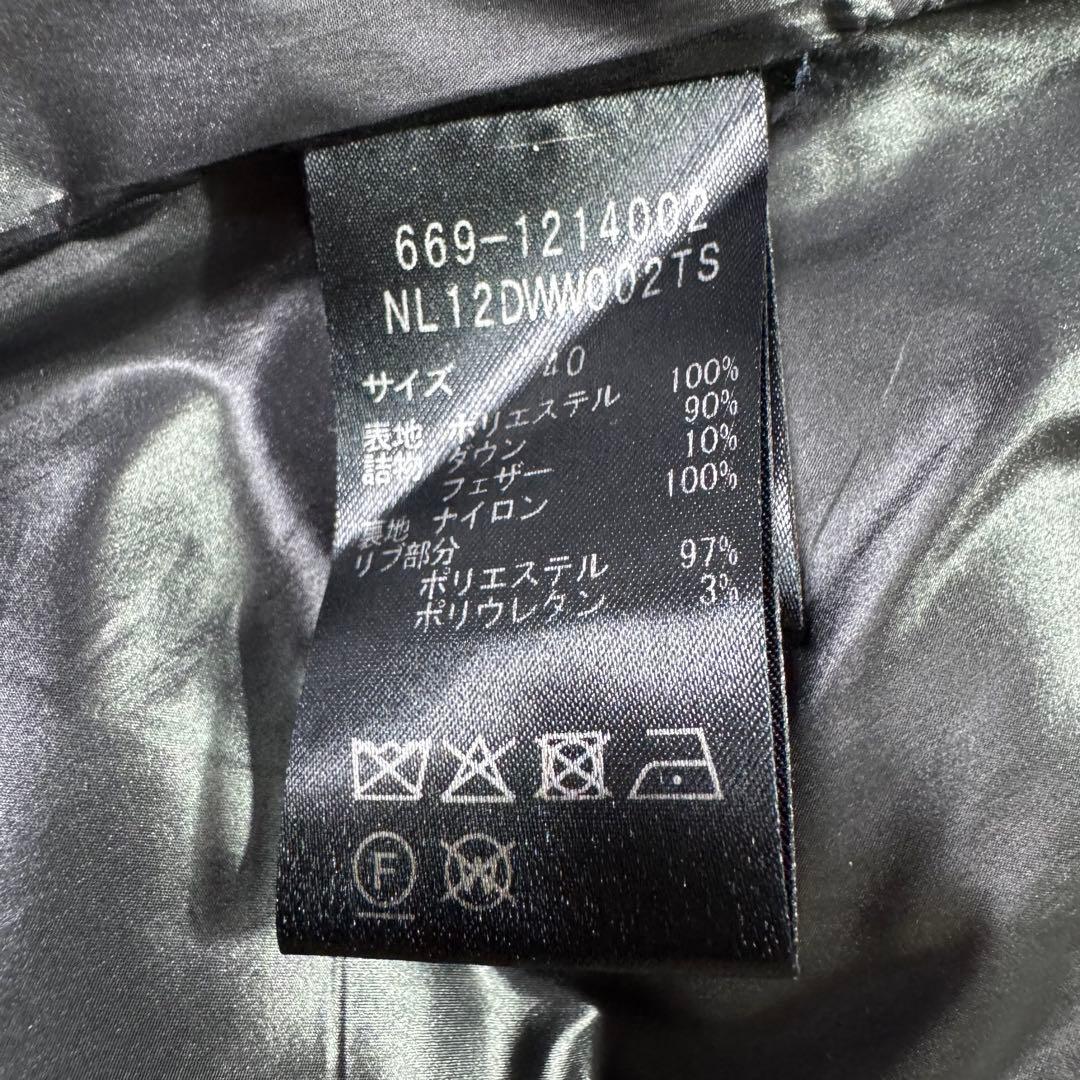 669-1214002
NL12DWW002TS
サイズ 40
表地 ポリエステル 100%
詰物 ダウン 90%
フェザー 10%
裏地 ナイロン 100%
リブ部分
ポリエステル 97%
ポリウレタン 3%
F
W